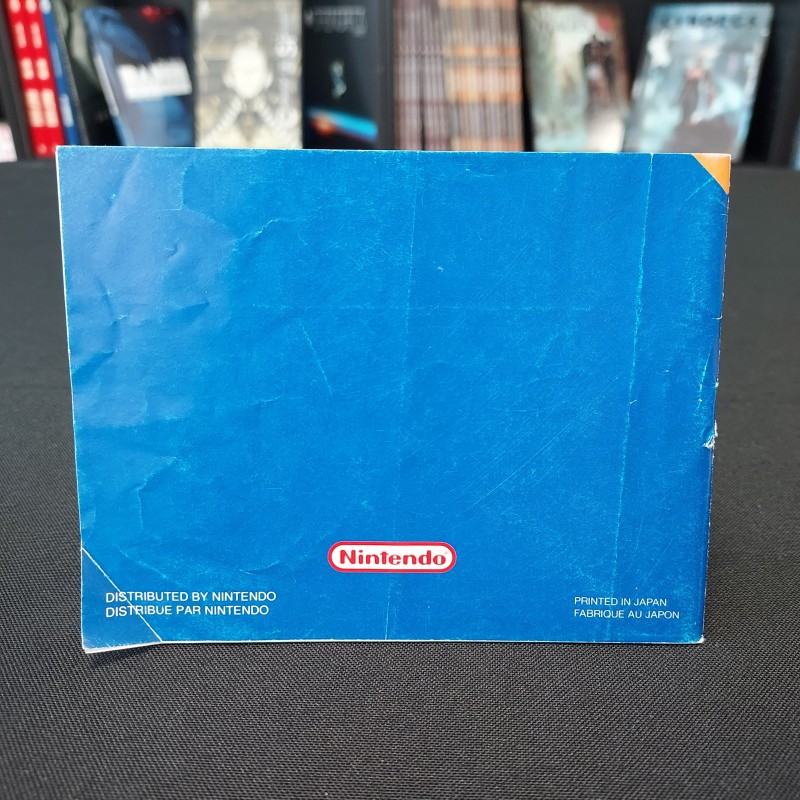 Nintendo
DISTRIBUTED BY NINTENDO
DISTRIBUE PAR NINTENDO
PRINTED IN JAPAN
FABRIQUE AU JAPON